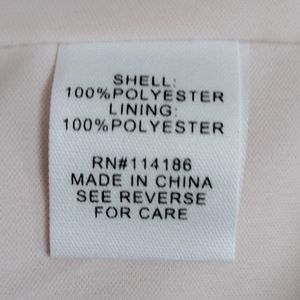 SHELL:
100%POLYESTER
LINING:
100%POLYESTER
RN#114186
MADE IN CHINA
SEE REVERSE
FOR CARE